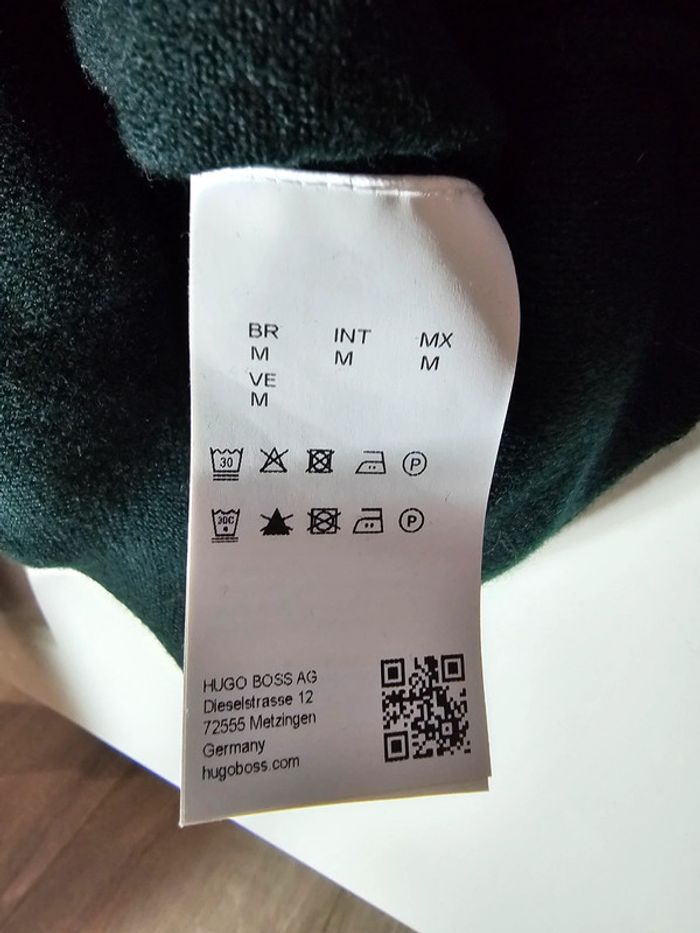 BR INT MX
M M M
VE
M
30
30C
P
P
HUGO BOSS AG
Dieselstrasse 12
72555 Metzingen
Germany
hugoboss.com